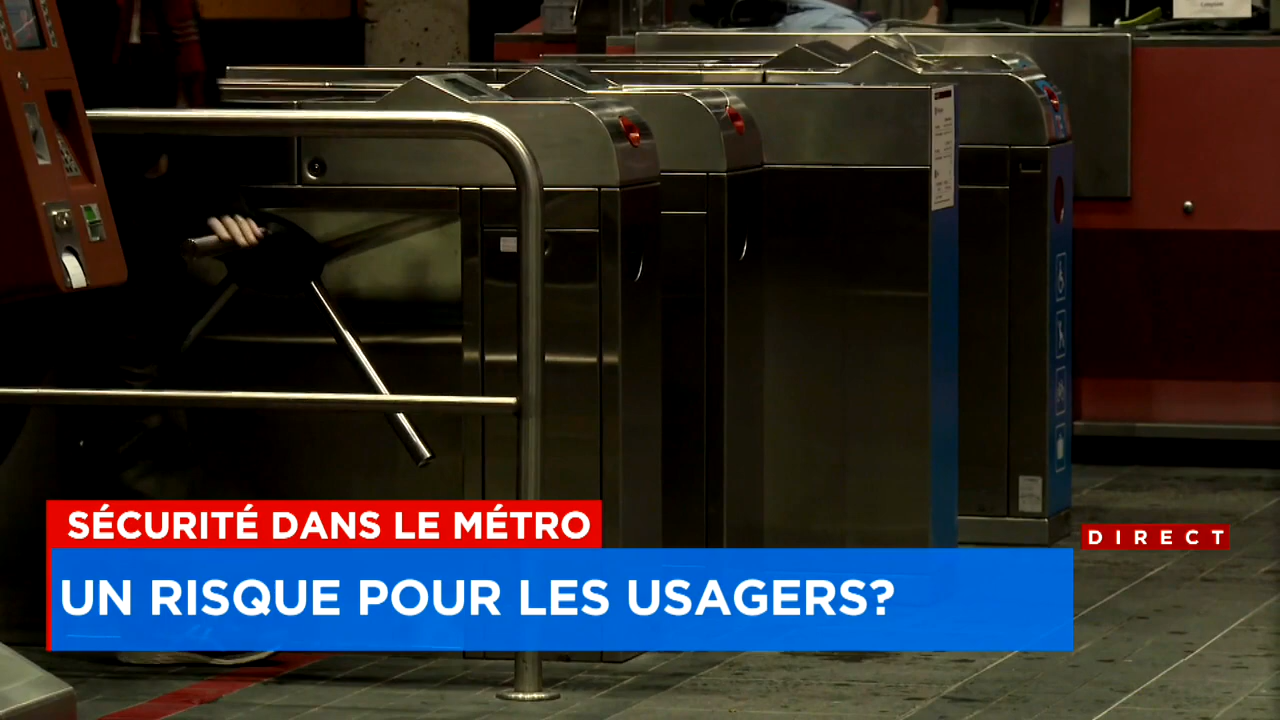 SÉCURITÉ DANS LE MÉTRO
DIRECT
UN RISQUE POUR LES USAGERS?